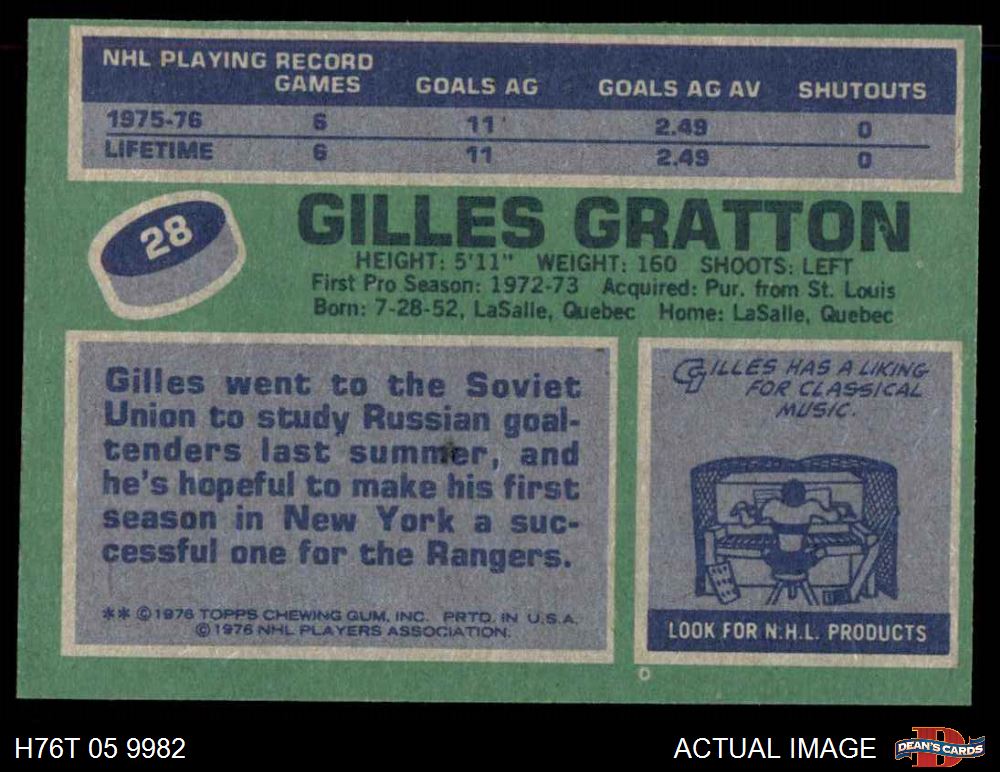 NHL PLAYING RECORD
GAMES GOALS AG GOALS AG AV SHUTOUTS
1975-76 6 11 2.49 0
LIFETIME 6 11 2.49 0
28
GILLES GRATTON
HEIGHT: 5'11" WEIGHT: 160 SHOOTS: LEFT
First Pro Season: 1972-73 Acquired: Pur. from St. Louis
Born: 7-28-52, LaSalle, Quebec Home: LaSalle, Quebec
Gilles went to the Soviet
Union to study Russian goal-
tenders last summer, and
he's hopeful to make his first
season in New York a suc-
cessful one for the Rangers.
** ©1976 TOPPS CHEWING GUM, INC. PRTD. IN U.S.A.
©1976 NHL PLAYERS ASSOCIATION.
GILLES HAS A LIKING
FOR CLASSICAL
MUSIC.
LOOK FOR N.H.L. PRODUCTS
D
H76T 05 9982
ACTUAL IMAGE
D
DEAN'S CARDS